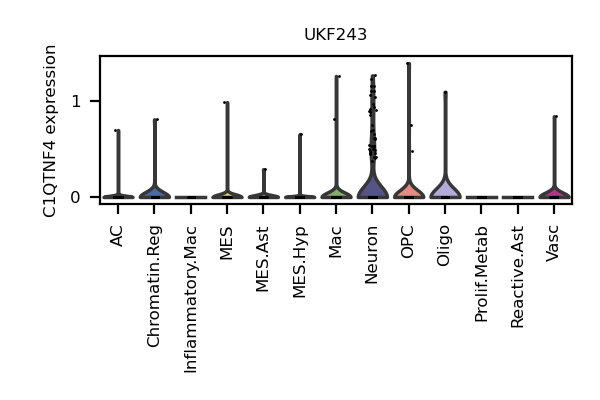 UKF243
C1QTNF4 expression
1
0
AC
Chromatin.Reg
Inflammatory.Mac
MES
MES.Ast
MES.Hyp
Mac
Neuron
OPC
Oligo
Prolif.Metab
Reactive.Ast
Vasc